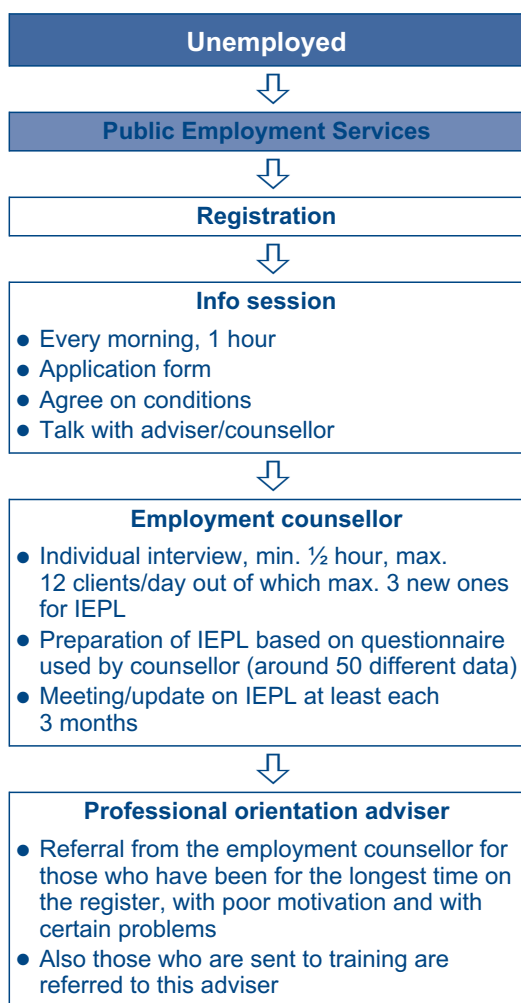 Unemployed
Public Employment Services
Registration
Info session
● Every morning, 1 hour
● Application form
● Agree on conditions
● Talk with adviser/counsellor
Employment counsellor
● Individual interview, min. ½ hour, max.
12 clients/day out of which max. 3 new ones
for IEPL
● Preparation of IEPL based on questionnaire
used by counsellor (around 50 different data)
● Meeting/update on IEPL at least each
3 months
Professional orientation adviser
● Referral from the employment counsellor for
those who have been for the longest time on
the register, with poor motivation and with
certain problems
● Also those who are sent to training are
referred to this adviser